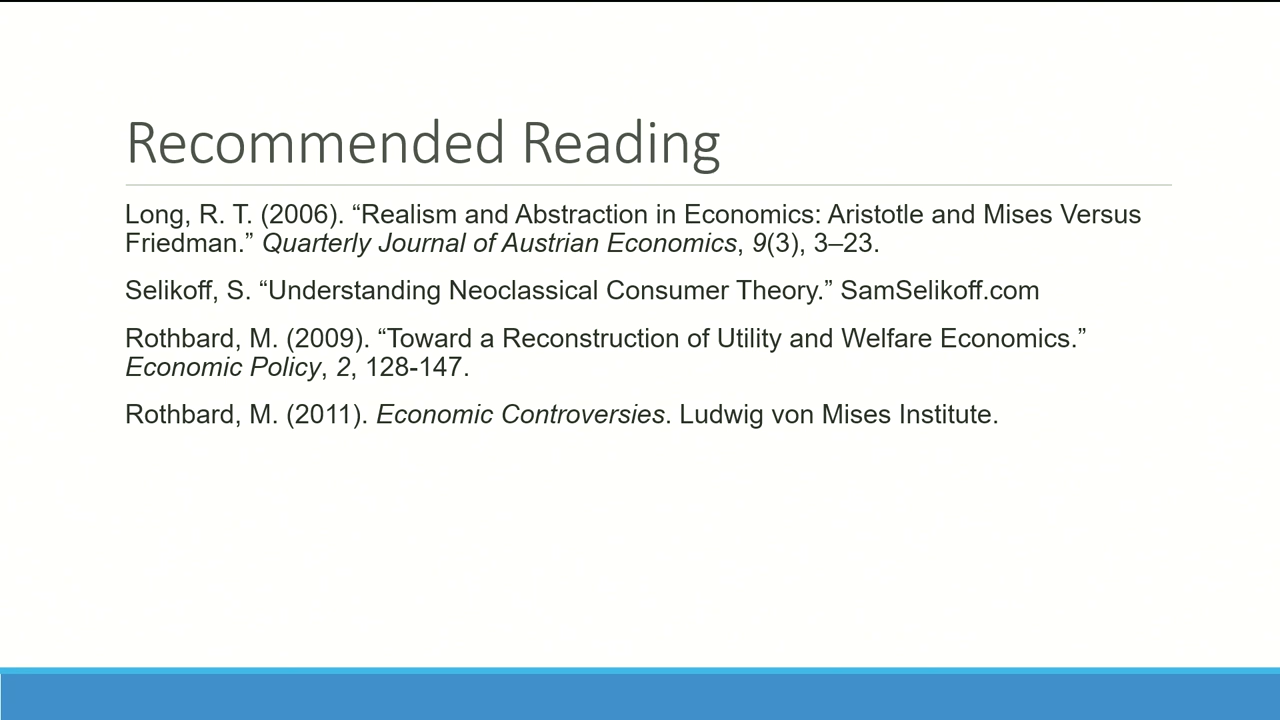 Recommended Reading
Long, R. T. (2006). “Realism and Abstraction in Economics: Aristotle and Mises Versus
Friedman.” Quarterly Journal of Austrian Economics, 9(3), 3–23.
Selikoff, S. “Understanding Neoclassical Consumer Theory.” SamSelikoff.com
Rothbard, M. (2009). “Toward a Reconstruction of Utility and Welfare Economics.”
Economic Policy, 2, 128-147.
Rothbard, M. (2011). Economic Controversies. Ludwig von Mises Institute.